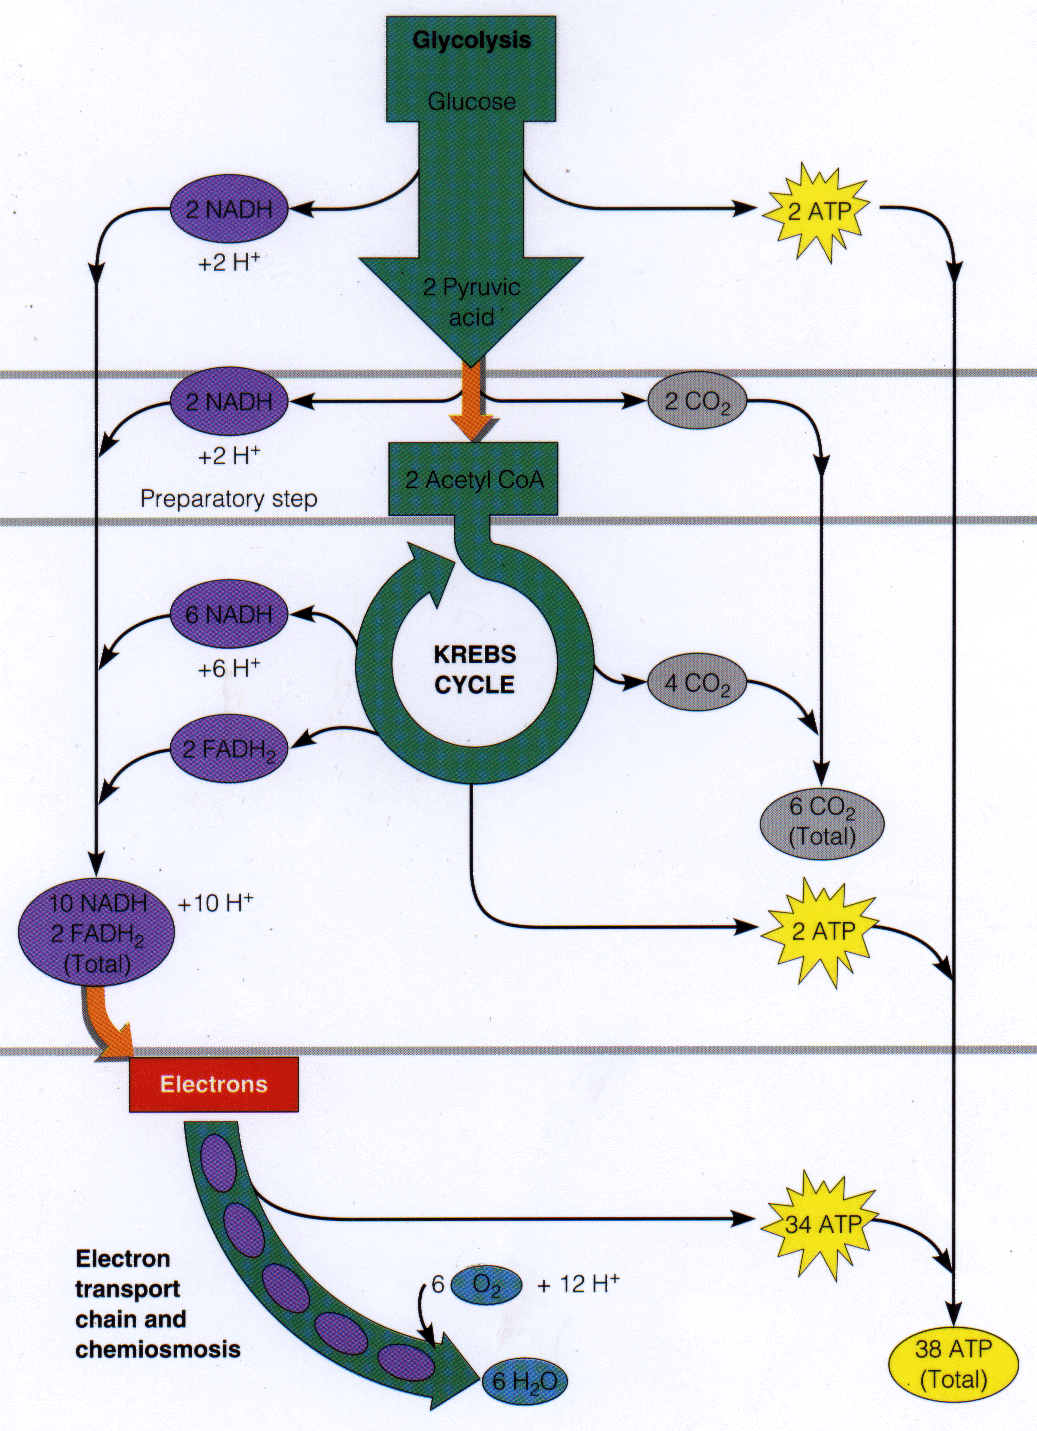 Glycolysis
Glucose
2 NADH
+2 H⁺
2 ATP
2 Pyruvic
acid
2 NADH
+2 H⁺
2 CO₂
Preparatory step
2 Acetyl CoA
6 NADH
+6 H⁺
KREBS
CYCLE
4 CO₂
2 FADH₂
6 CO₂
(Total)
10 NADH
2 FADH₂
(Total)
+10 H⁺
2 ATP
Electrons
34 ATP
Electron
transport
chain and
chemiosmosis
6 O₂ + 12 H⁺
6 H₂O
38 ATP
(Total)